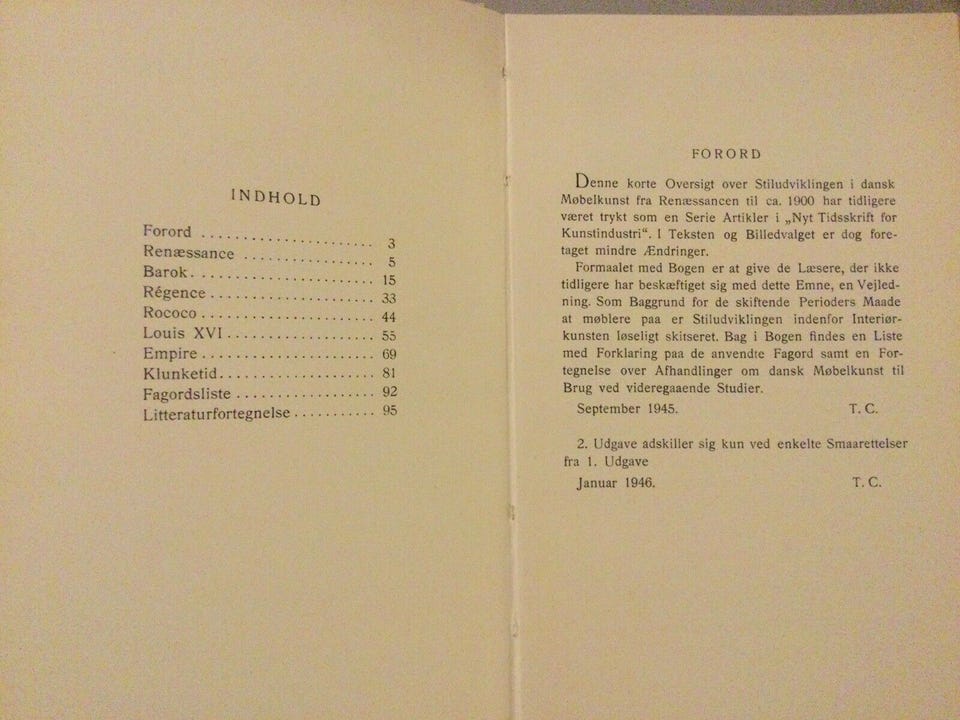 INDHOLD
Forord ........................ 3
Renæssance .................. 5
Barok. ........................ 15
Régence ...................... 33
Rococo ....................... 44
Louis XVI .................... 55
Empire ....................... 69
Klunketid ..................... 81
Fagordsliste .................. 92
Litteraturfortegnelse ........... 95
FORORD
Denne korte Oversigt over Stiludviklingen i dansk
Møbelkunst fra Renæssancen til ca. 1900 har tidligere
været trykt som en Serie Artikler i „Nyt Tidsskrift for
Kunstindustri“. I Teksten og Billedvalget er dog fore-
taget mindre Ændringer.
Formaalet med Bogen er at give de Læsere, der ikke
tidligere har beskæftiget sig med dette Emne, en Vejled-
ning. Som Baggrund for de skiftende Perioders Maade
at møblere paa er Stiludviklingen indenfor Interiør-
kunsten løseligt skitseret. Bag i Bogen findes en Liste
med Forklaring paa de anvendte Fagord samt en For-
tegnelse over Afhandlinger om dansk Møbelkunst til
Brug ved videregaaende Studier.
September 1945. T. C.
2. Udgave adskiller sig kun ved enkelte Smaarettelser
fra 1. Udgave
Januar 1946. T. C.